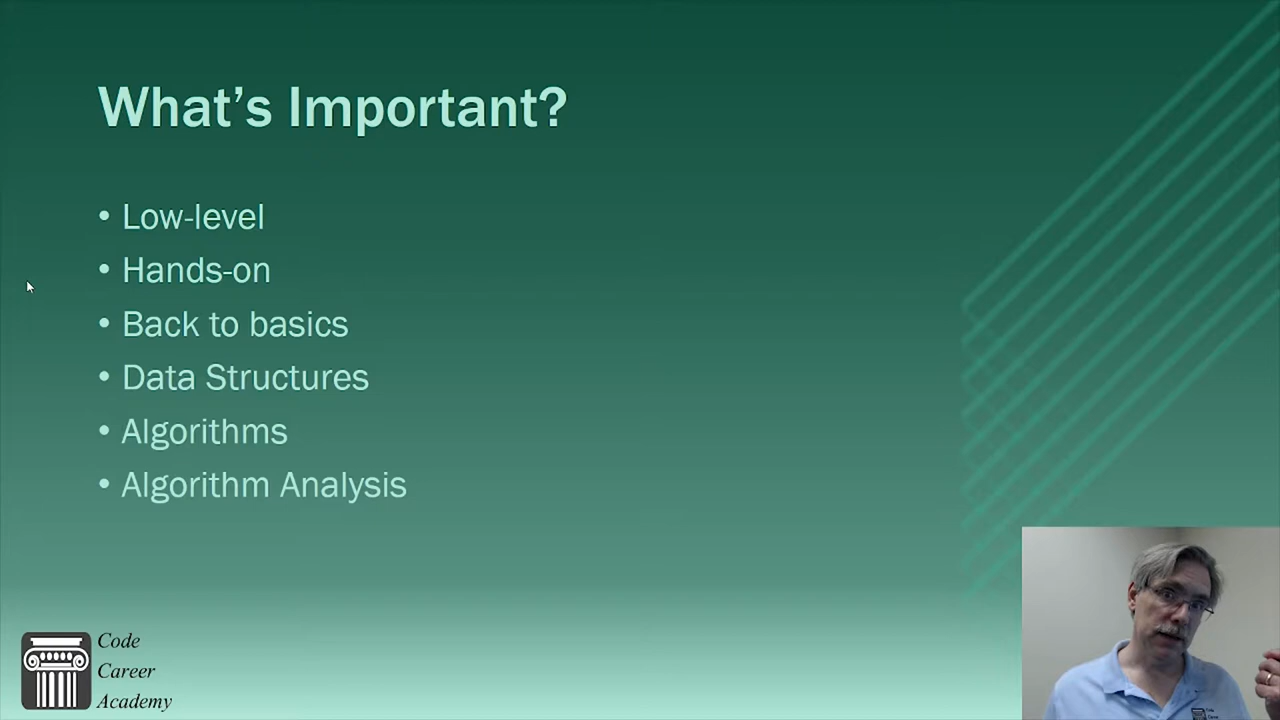 What's Important?
• Low-level
• Hands-on
• Back to basics
• Data Structures
• Algorithms
• Algorithm Analysis
Code
Career
Academy